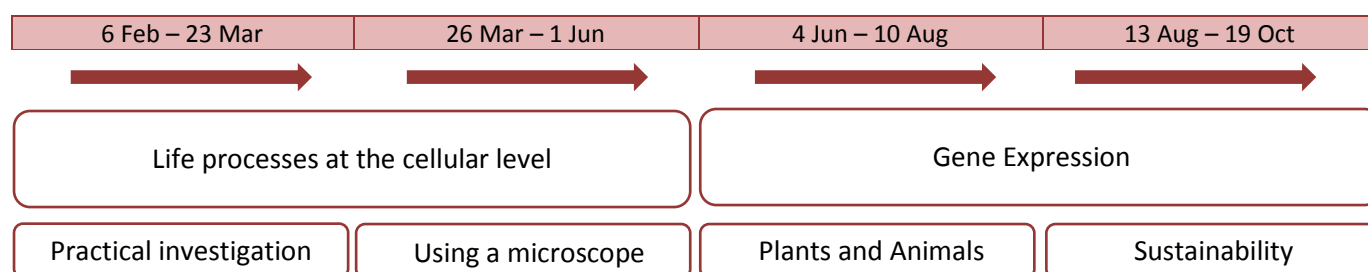 6 Feb – 23 Mar
26 Mar – 1 Jun
4 Jun – 10 Aug
13 Aug – 19 Oct
Life processes at the cellular level
Gene Expression
Practical investigation
Using a microscope
Plants and Animals
Sustainability